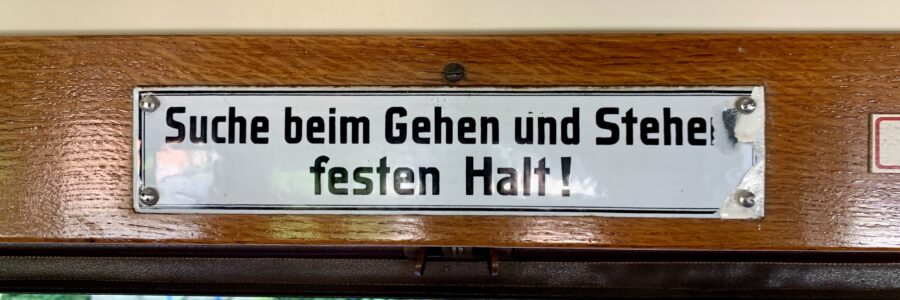 Suche beim Gehen und Stehe
festen Halt!